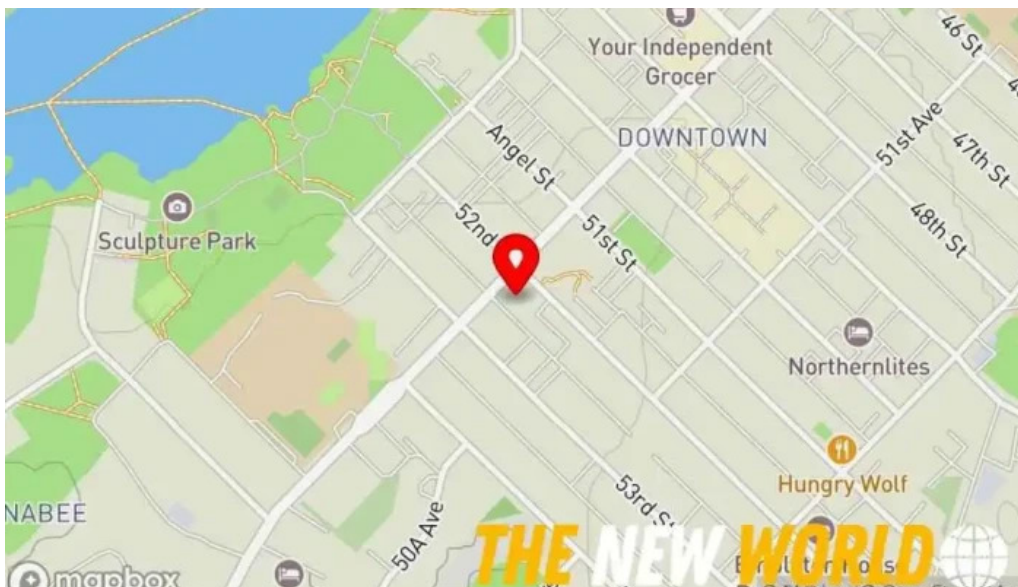 46 St
Your Independent
Grocer
DOWNTOWN
51st Ave
47th St
Angel St
48th St
52nd
51st St
Sculpture Park
Northernlites
Hungry Wolf
53rd St
NABEE
50A Ave
THE NEW WORLD
mapbox